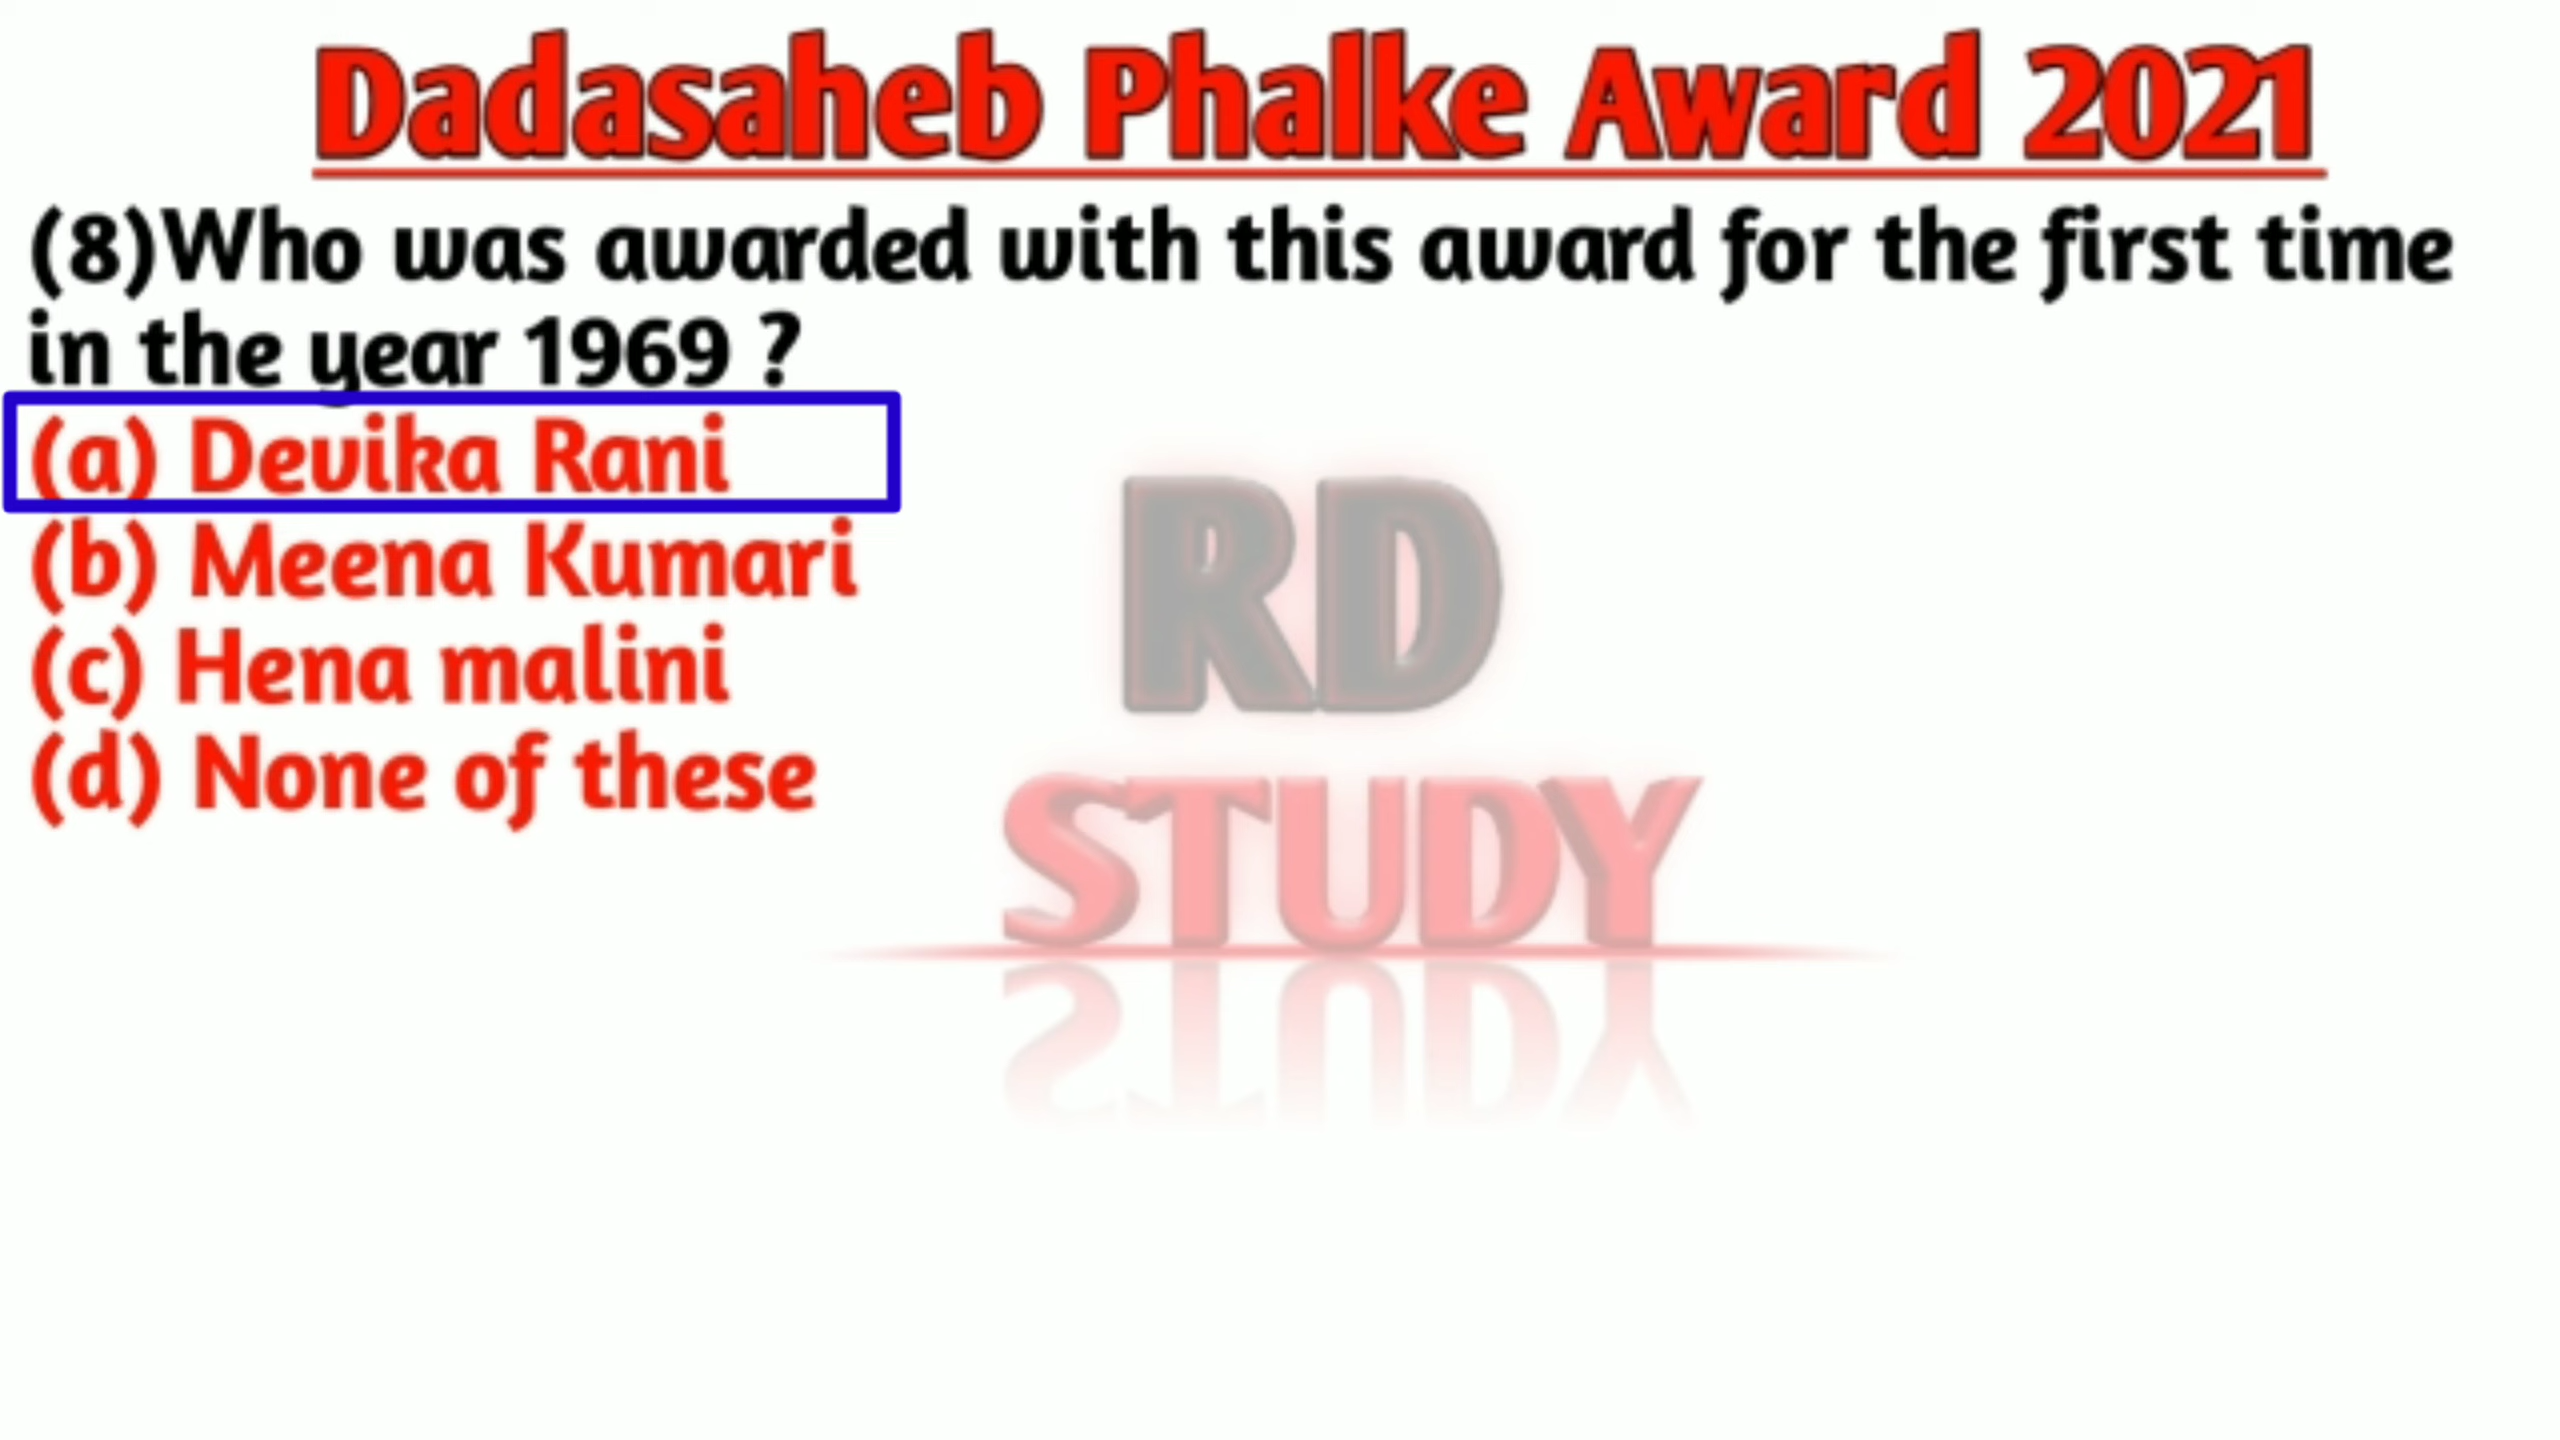 Dadasaheb Phalke Award 2021
(8)Who was awarded with this award for the first time
in the year 1969 ?
(a) Devika Rani
(b) Meena Kumari
(c) Hena malini
(d) None of these
RD
STUDY